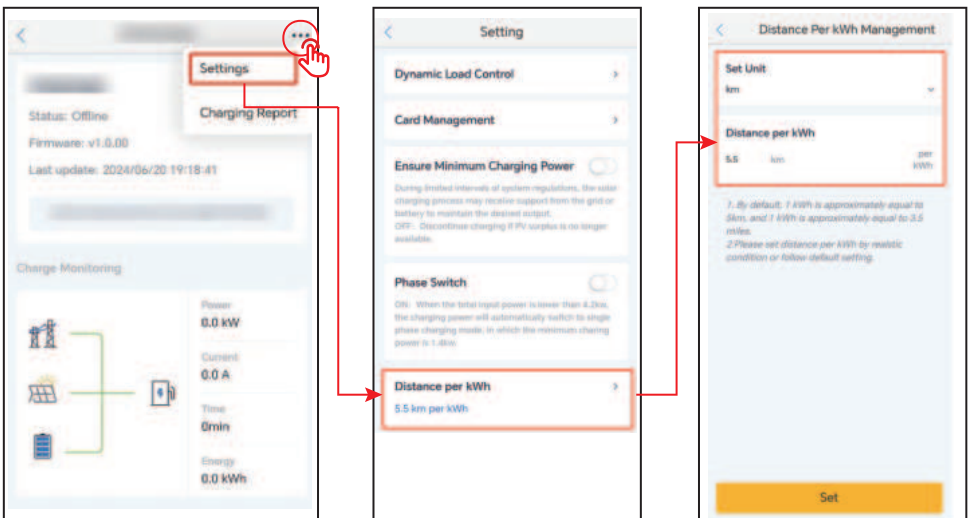 Settings
Charging Report
Status: Offline
Firmware: v1.0.00
Last update: 2024/06/20 19:18:41
Charge Monitoring
Power
0.0 kW
Current
0.0 A
Time
0min
Energy
0.0 kWh
Setting
Dynamic Load Control
Card Management
Ensure Minimum Charging Power
During limited intervals of system regulations, the solar
charging process may receive support from the grid or
battery to maintain the desired output.
OFF: Discontinue charging if PV surplus is no longer
available.
Phase Switch
ON: When the total input power is lower than 4.2kw,
the charging power will automatically switch to single
phase charging mode, in which the minimum charing
power is 1.4kw.
Distance per kWh
5.5 km per kWh
Distance Per kWh Management
Set Unit
km
Distance per kWh
5.5 km per
kWh
1. By default, 1 kWh is approximately equal to
5km, and 1 kWh is approximately equal to 3.5
miles.
2.Please set distance per kWh by realistic
condition or follow default setting.
Set